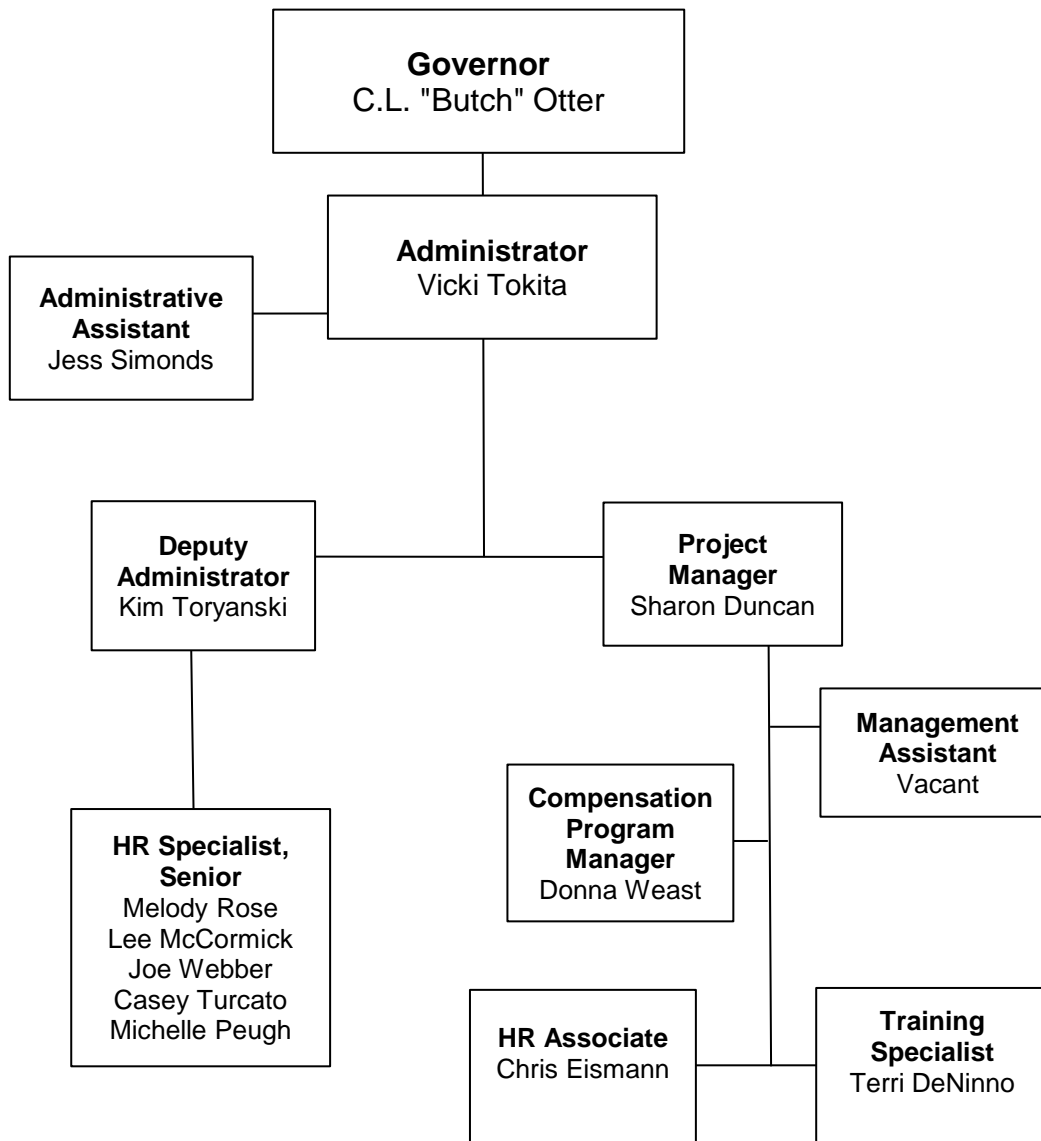 Governor
C.L. "Butch" Otter
Administrator
Vicki Tokita
Administrative
Assistant
Jess Simonds
Deputy
Administrator
Kim Toryanski
Project
Manager
Sharon Duncan
Management
Assistant
Vacant
Compensation
Program
Manager
Donna Weast
HR Specialist,
Senior
Melody Rose
Lee McCormick
Joe Webber
Casey Turcato
Michelle Peugh
HR Associate
Chris Eismann
Training
Specialist
Terri DeNinno